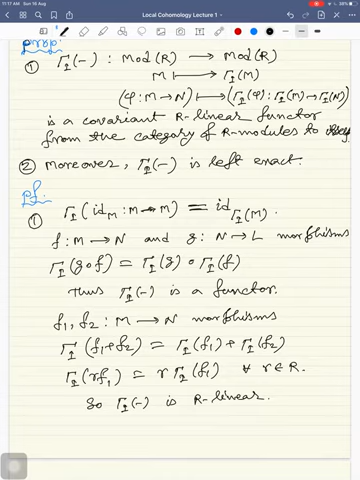 11:17 AM Sun 16 Aug
38%
Local Cohomology Lecture 1
Prop:
① Γ_I(-) : Mod(R) → Mod(R)
M ↦ Γ_I(M)
(φ: M→N) ↦ (Γ_I(φ): Γ_I(M)→Γ_I(N))
is a covariant R-linear functor
from the category of R-modules to itself
② Moreover, Γ_I(-) is left exact.
Pf:
① Γ_I(id_M : M→M) = id_Γ_I(M).
f: M→N and g: N→L morphisms
Γ_I(g∘f) = Γ_I(g) ∘ Γ_I(f)
Thus Γ_I(-) is a functor.
f₁, f₂ : M→N morphisms
Γ_I(f₁+f₂) = Γ_I(f₁) + Γ_I(f₂)
Γ_I(rf₁) = r Γ_I(f₁) ∀ r∈R.
So Γ_I(-) is R-linear.